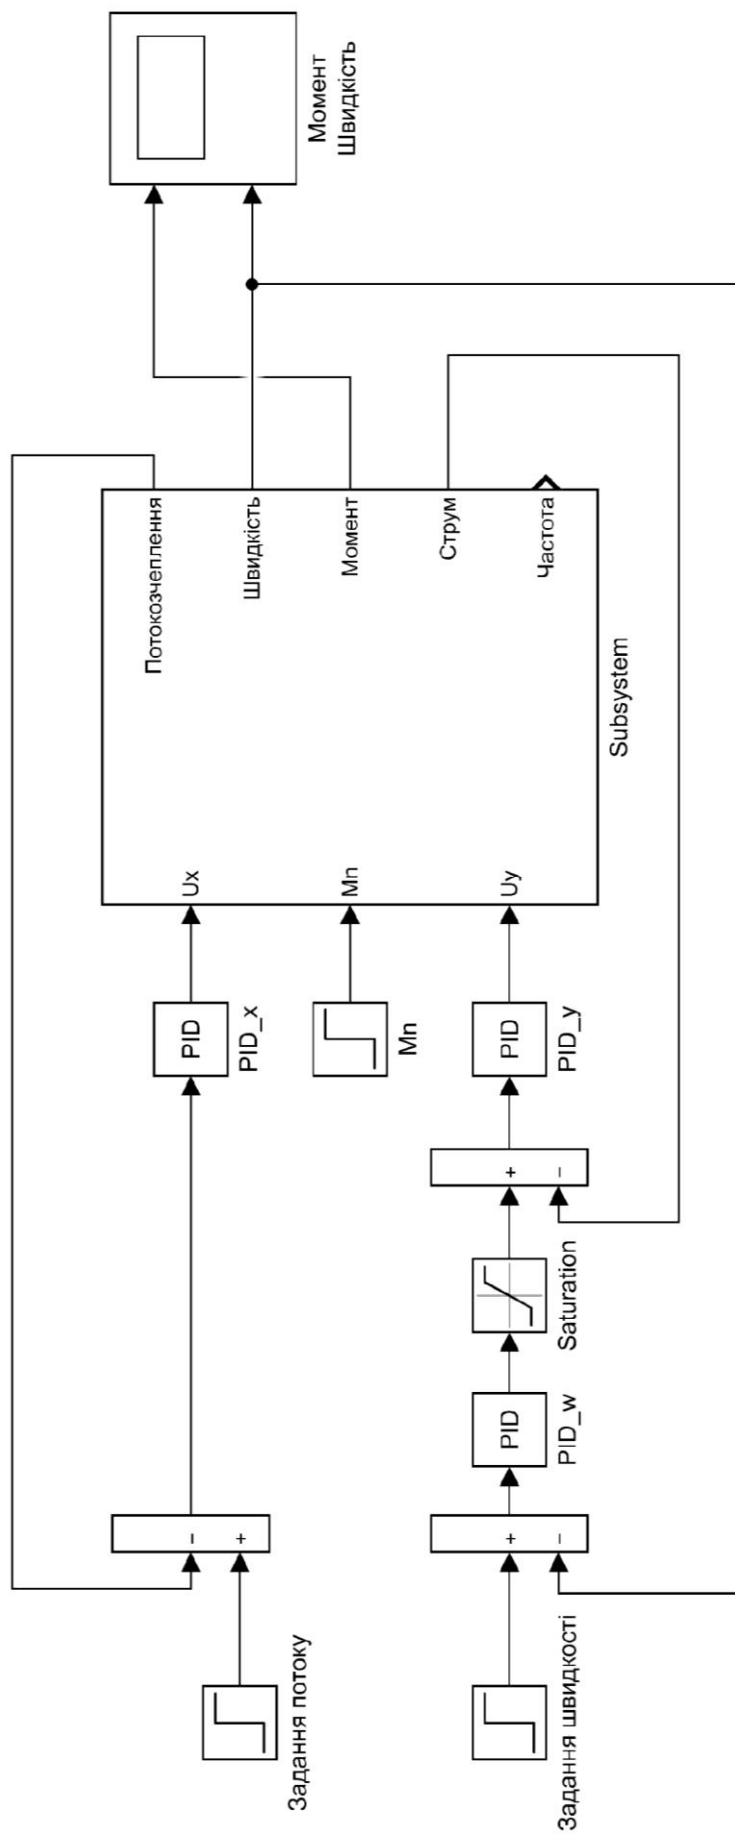 Момент
Швидкість
Потокозчеплення
Швидкість
Момент
Струм
Частота
Ux
Mn
Uy
Subsystem
PID
PID_x
Mn
PID
PID_y
Saturation
PID
PID_w
-
+
+
-
+
-
Задання потоку
Задання швидкості